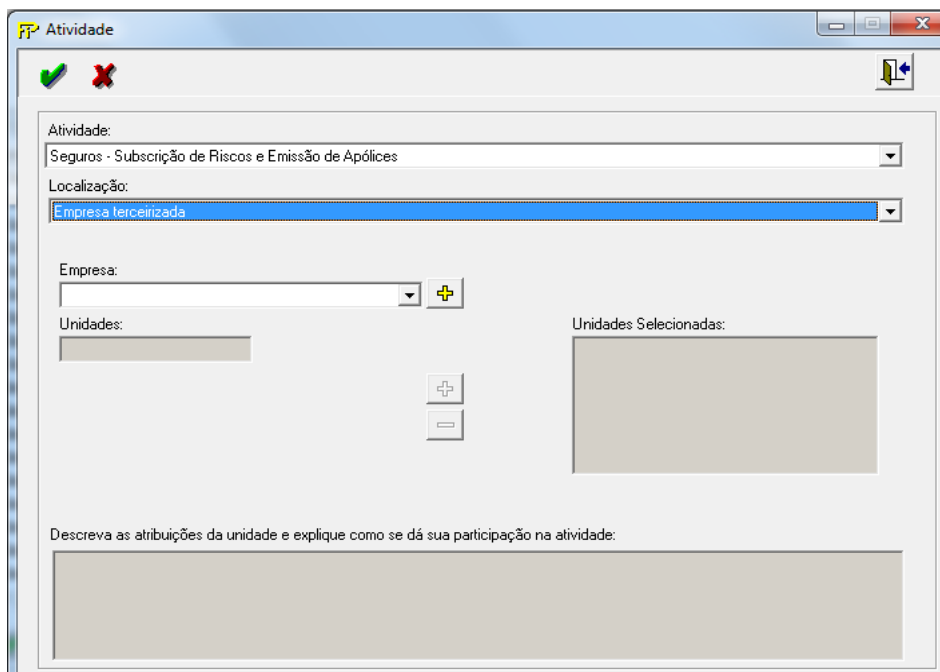 FIP Atividade
Atividade:
Seguros - Subscrição de Riscos e Emissão de Apólices
Localização:
Empresa terceirizada
Empresa:
Unidades:
Unidades Selecionadas:
Descreva as atribuições da unidade e explique como se dá sua participação na atividade: